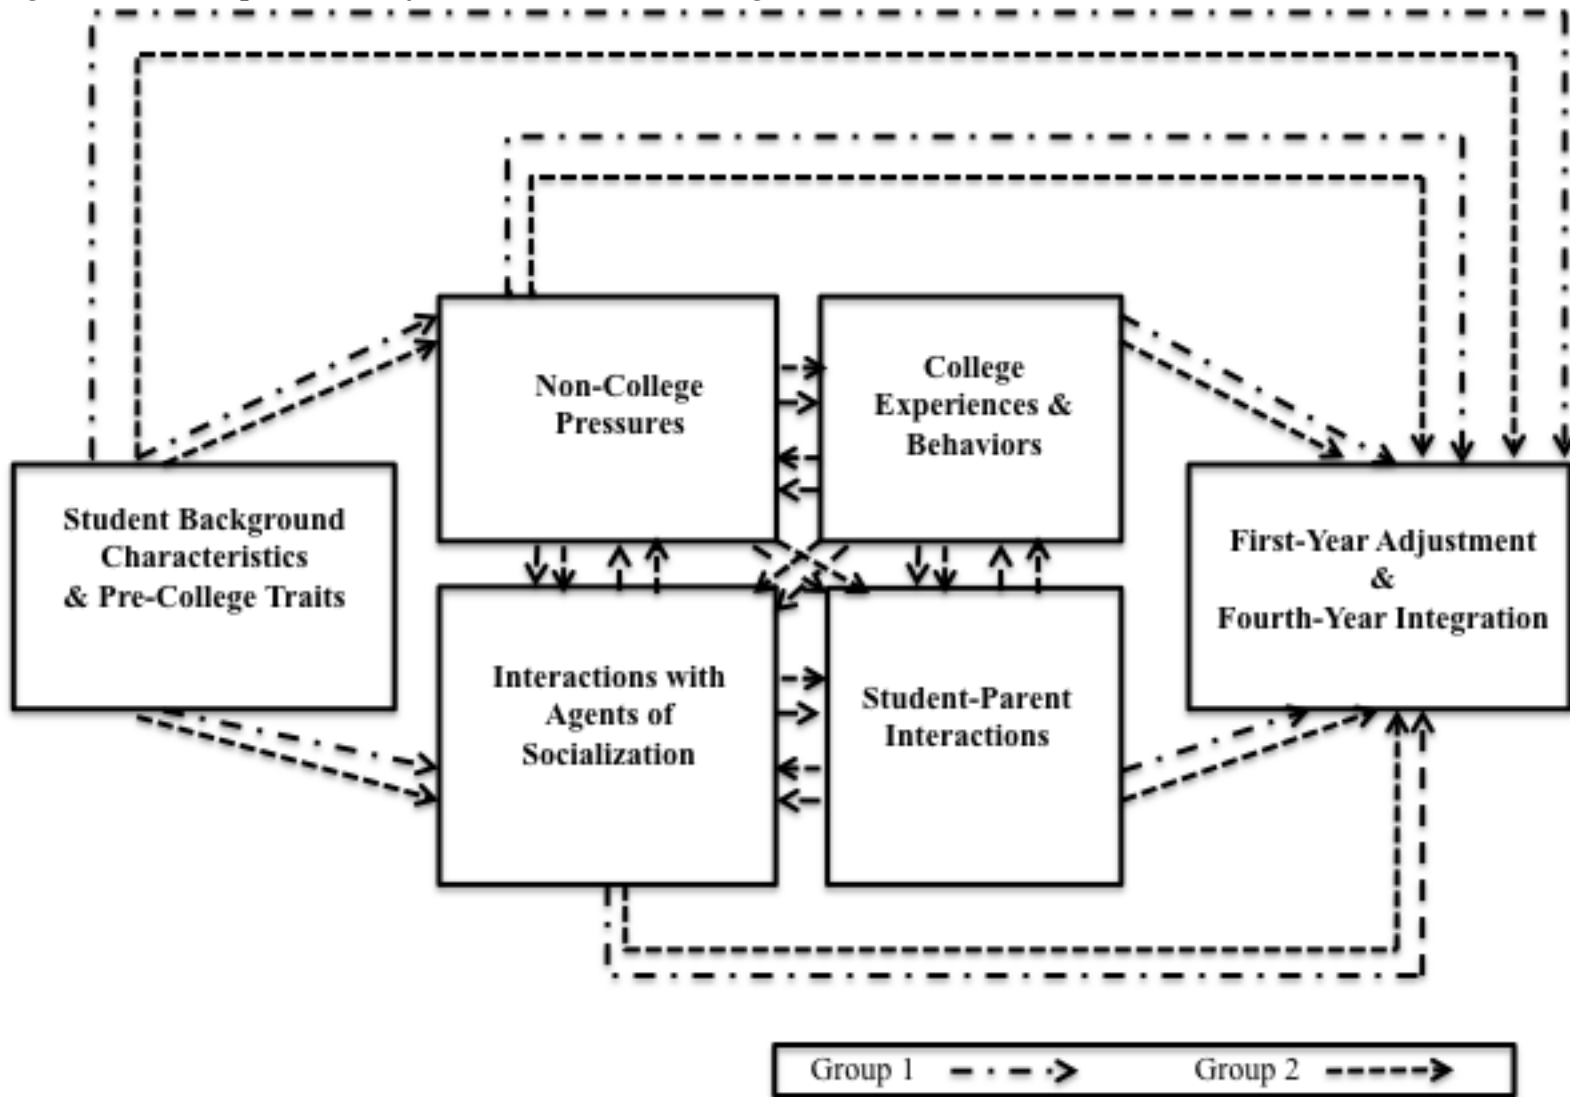 Non-College
Pressures
College
Experiences &
Behaviors
Student Background
Characteristics
& Pre-College Traits
First-Year Adjustment
&
Fourth-Year Integration
Interactions with
Agents of
Socialization
Student-Parent
Interactions
Group 1
Group 2